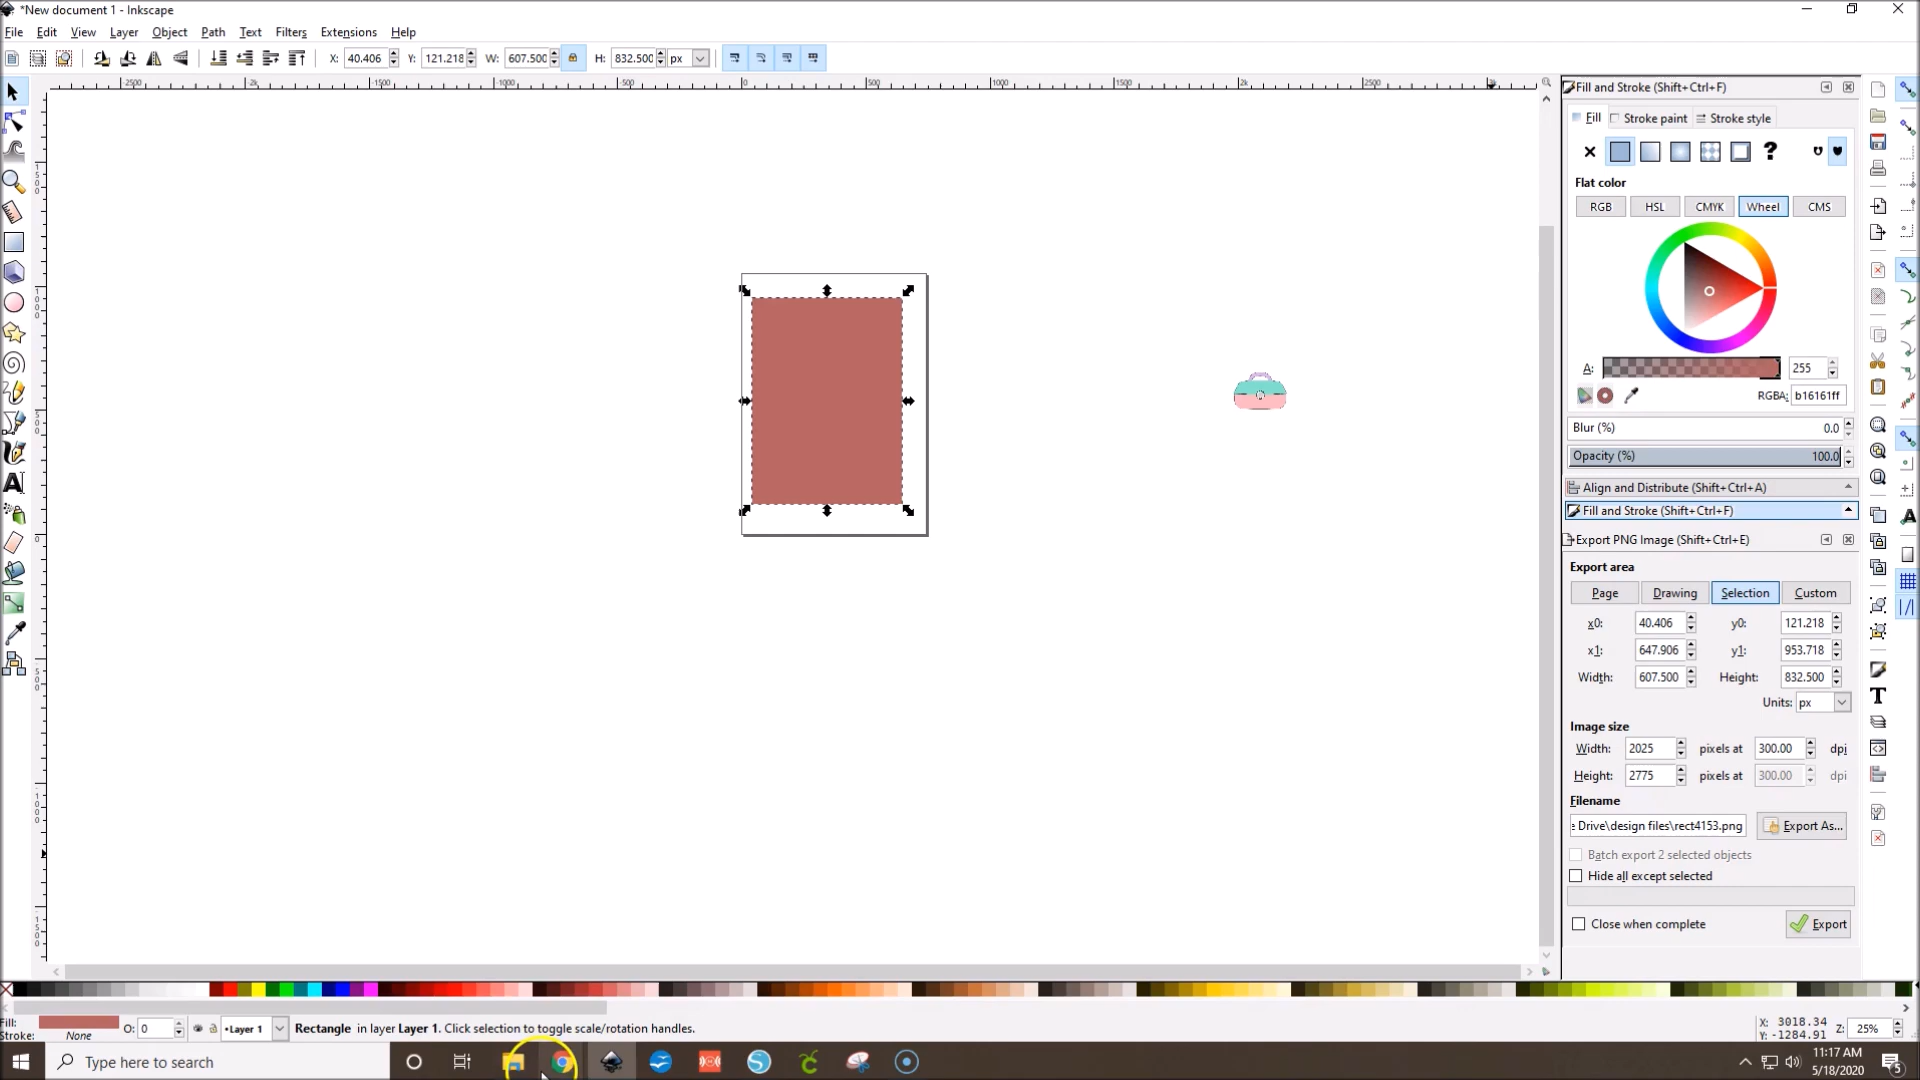 *New document 1 - Inkscape
File Edit View Layer Object Path Text Filters Extensions Help
X: 40.406 Y: 121.218 W: 607.500 H: 832.500 px
Fill and Stroke (Shift+Ctrl+F)
Fill Stroke paint Stroke style
Flat color
RGB HSL CMYK Wheel CMS
A: 255
RGBA: b16161ff
Blur (%) 0.0
Opacity (%) 100.0
Align and Distribute (Shift+Ctrl+A)
Fill and Stroke (Shift+Ctrl+F)
Export PNG Image (Shift+Ctrl+E)
Export area
Page Drawing Selection Custom
x0: 40.406 y0: 121.218
x1: 647.906 y1: 953.718
Width: 607.500 Height: 832.500
Units: px
Image size
Width: 2025 pixels at 300.00 dpi
Height: 2775 pixels at 300.00 dpi
Filename
e Drive\design files\rect4153.png Export As...
Batch export 2 selected objects
Hide all except selected
Close when complete Export
Fill: O: 0 •Layer 1 Rectangle in layer Layer 1. Click selection to toggle scale/rotation handles.
Stroke: None
X: 3018.34
Y: -1284.91
Z: 25%
Type here to search
11:17 AM
5/18/2020
5